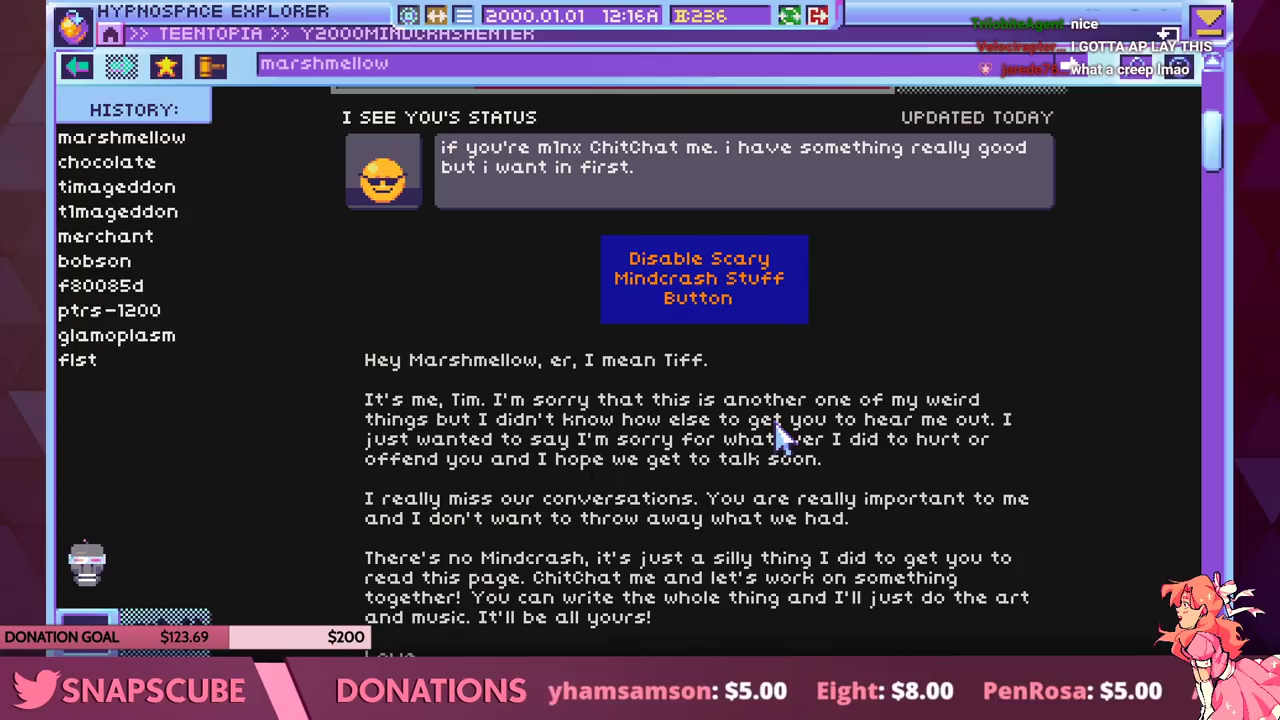 HYPNOSPACE EXPLORER
2000.01.01 12:16A
236
>> TEENTOPIA >> Y2000MINDCRASHENTER
TrilobiteAgent nice
Velociraptor... I GOTTA AP LAY THIS
jarede76... what a creep lmao
marshmellow
HISTORY:
marshmellow
chocolate
timageddon
t1mageddon
merchant
bobson
f80085d
ptrs-1200
glamoplasm
f1st
I SEE YOU'S STATUS
UPDATED TODAY
if you're m1nx ChitChat me. i have something really good
but i want in first.
Disable Scary
Mindcrash Stuff
Button
Hey Marshmellow, er, I mean Tiff.
It's me, Tim. I'm sorry that this is another one of my weird
things but I didn't know how else to get you to hear me out. I
just wanted to say I'm sorry for whatever I did to hurt or
offend you and I hope we get to talk soon.
I really miss our conversations. You are really important to me
and I don't want to throw away what we had.
There's no Mindcrash, it's just a silly thing I did to get you to
read this page. ChitChat me and let's work on something
together! You can write the whole thing and I'll just do the art
and music. It'll be all yours!
DONATION GOAL $123.69 $200
SNAPSCUBE
DONATIONS
yhamsamson: $5.00 Eight: $8.00 PenRosa: $5.00